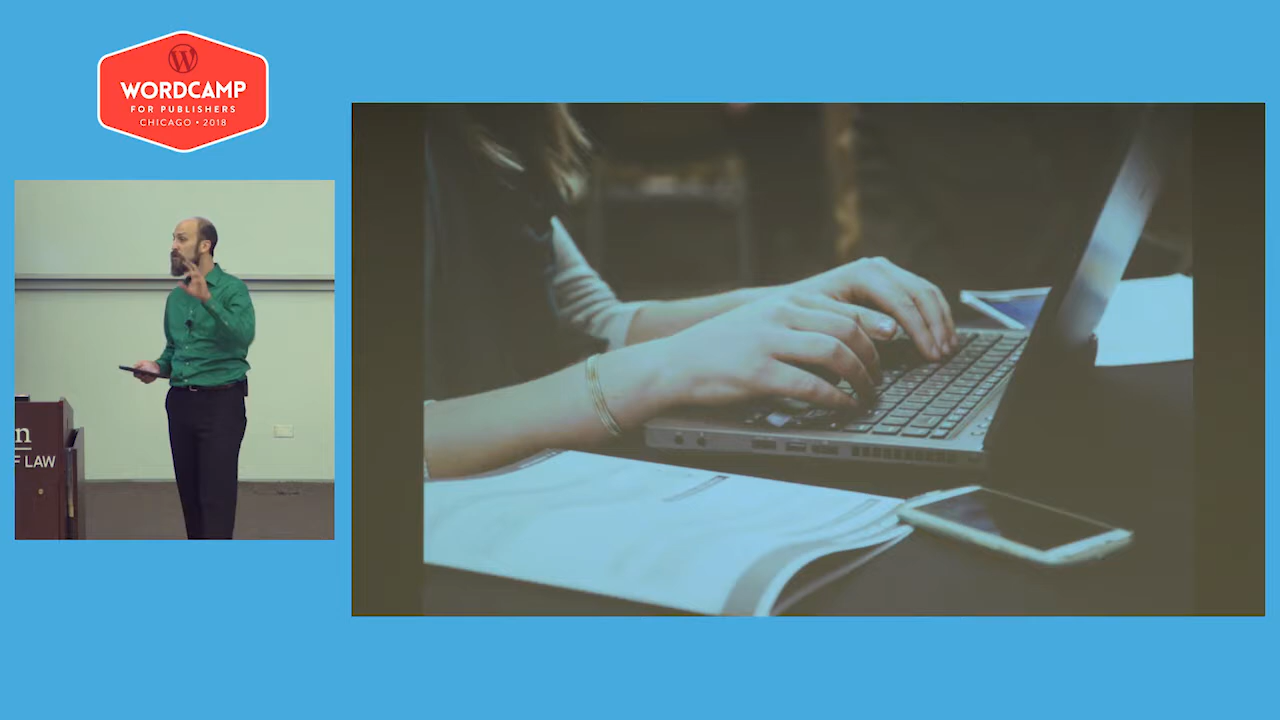 WORDCAMP
FOR PUBLISHERS
CHICAGO • 2018
n
F LAW